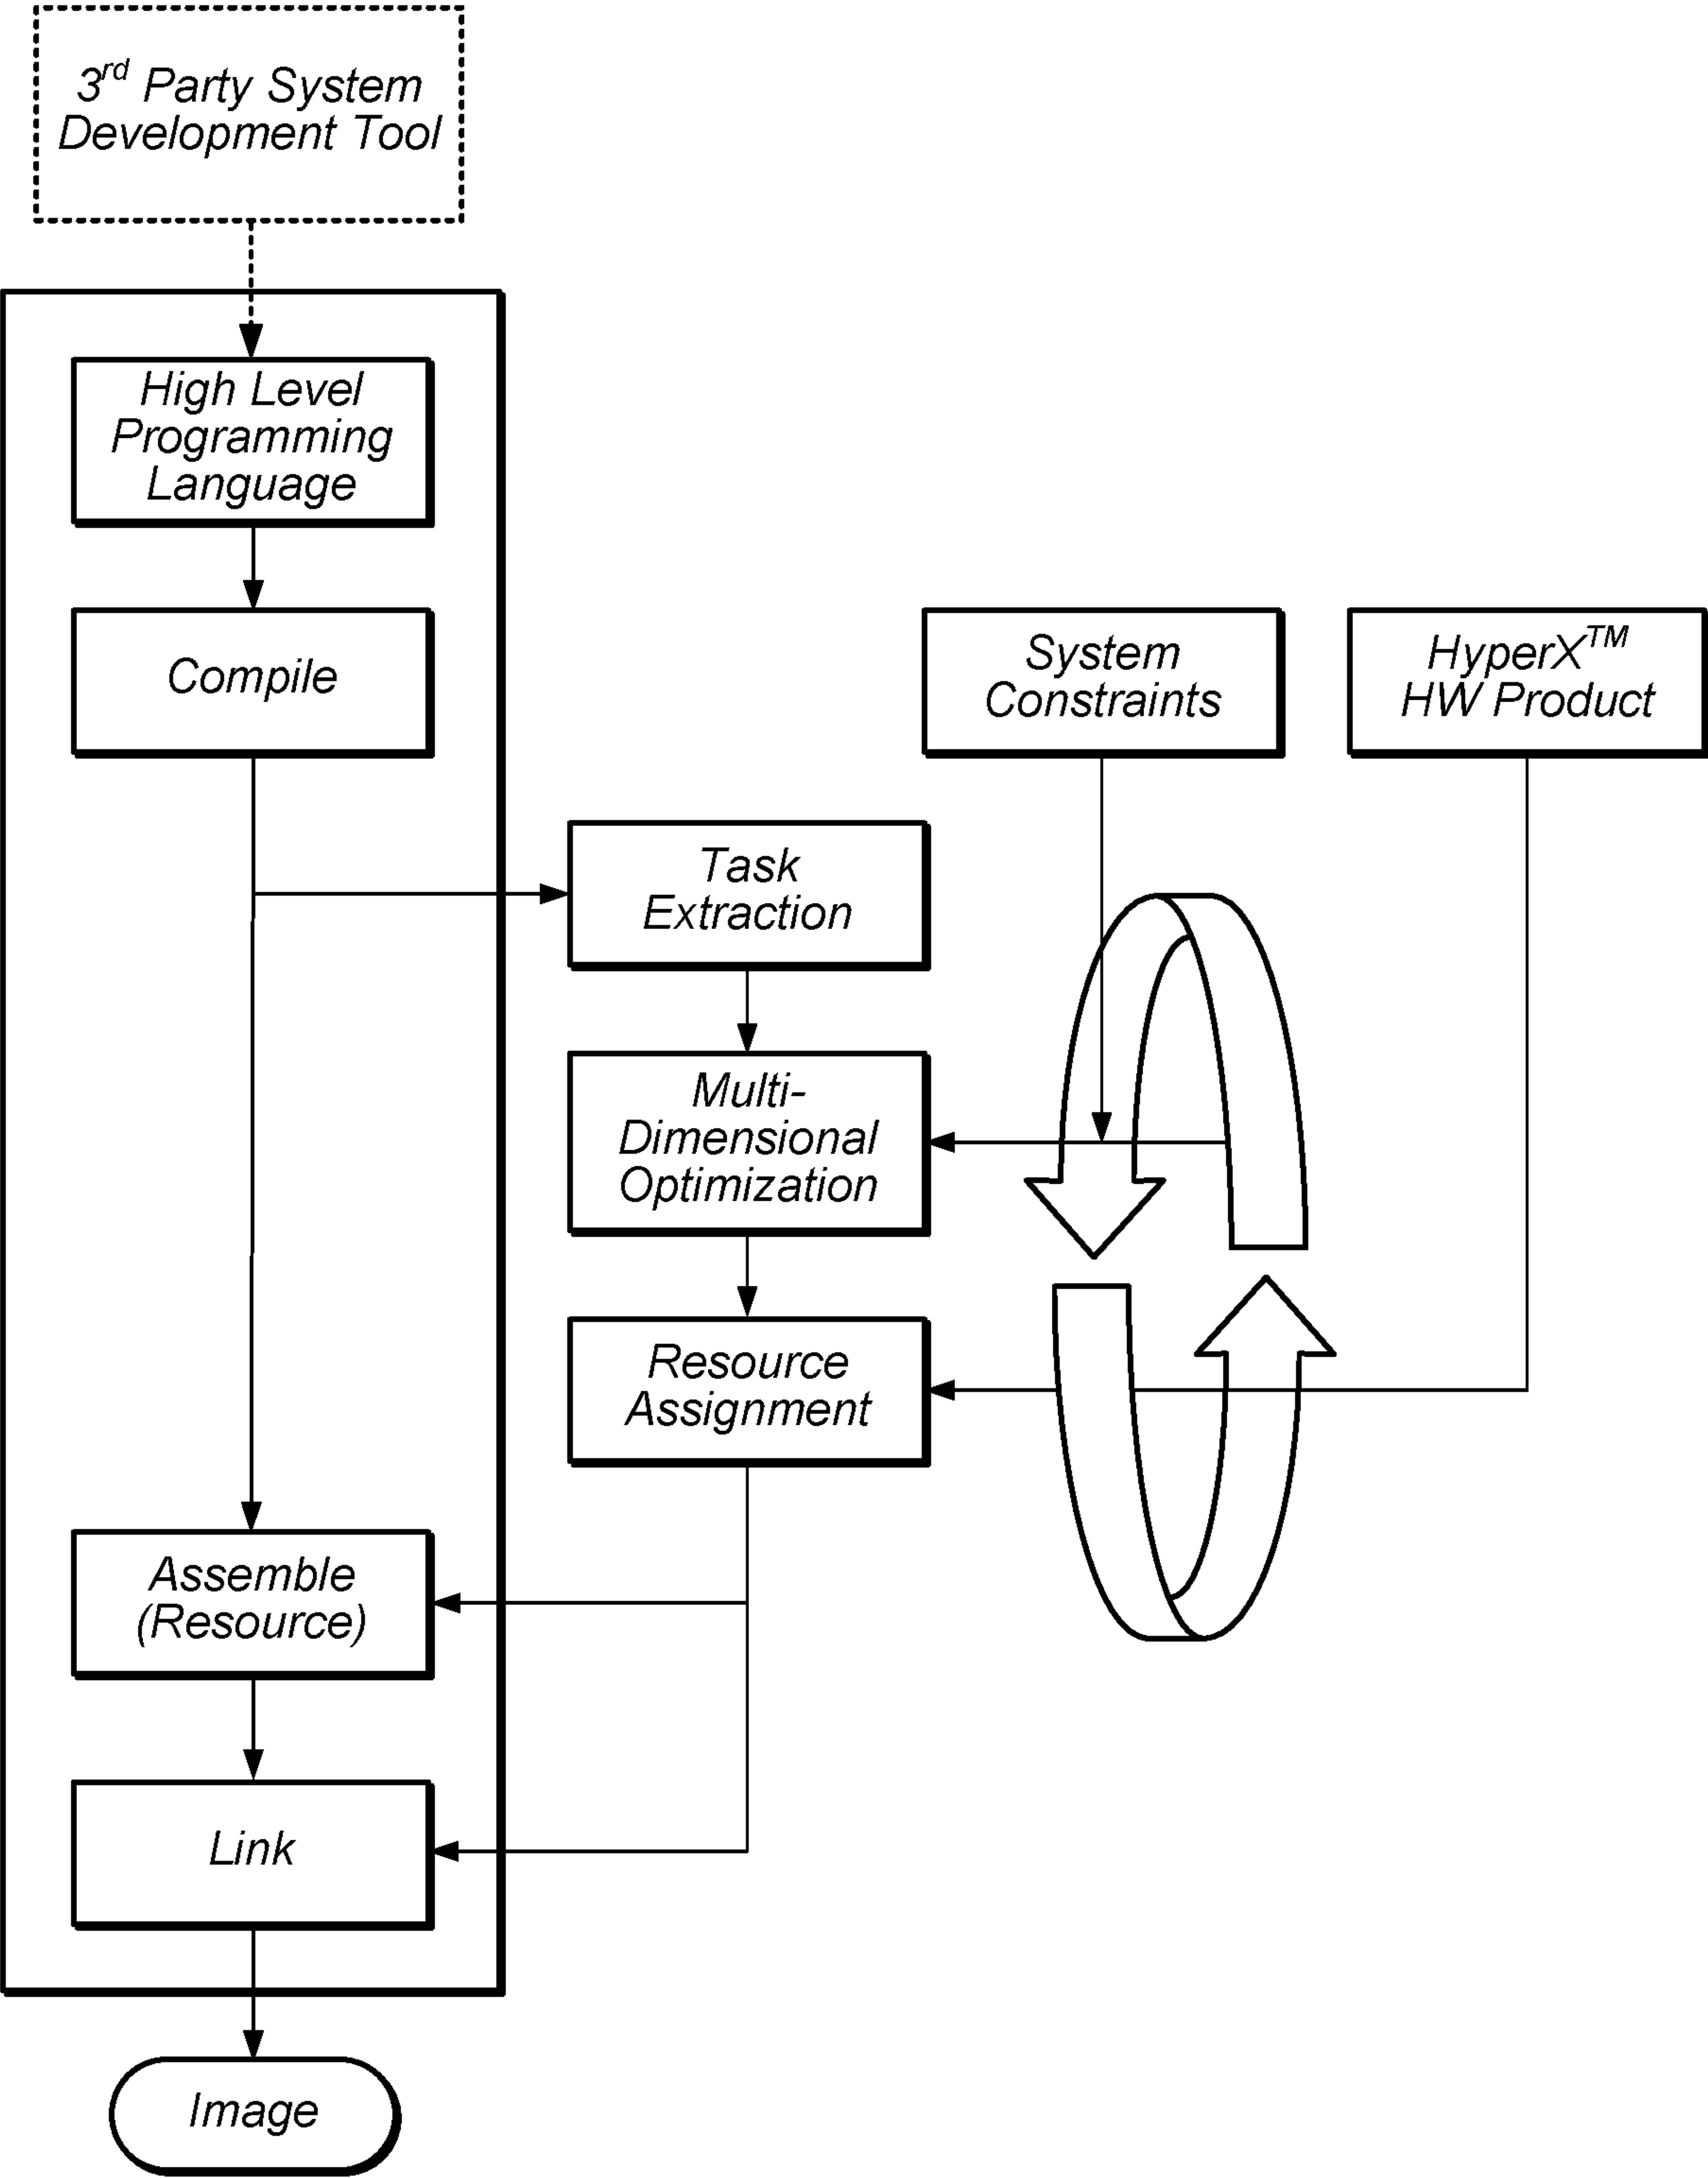 3rd Party System
Development Tool
High Level
Programming
Language
Compile
System
Constraints
HyperX™
HW Product
Task
Extraction
Multi-
Dimensional
Optimization
Resource
Assignment
Assemble
(Resource)
Link
Image